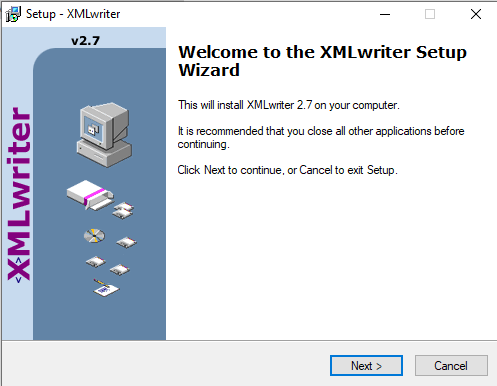 Setup - XMLwriter
v2.7
<XMLwriter>
Welcome to the XMLwriter Setup
Wizard
This will install XMLwriter 2.7 on your computer.
It is recommended that you close all other applications before
continuing.
Click Next to continue, or Cancel to exit Setup.
Next >
Cancel